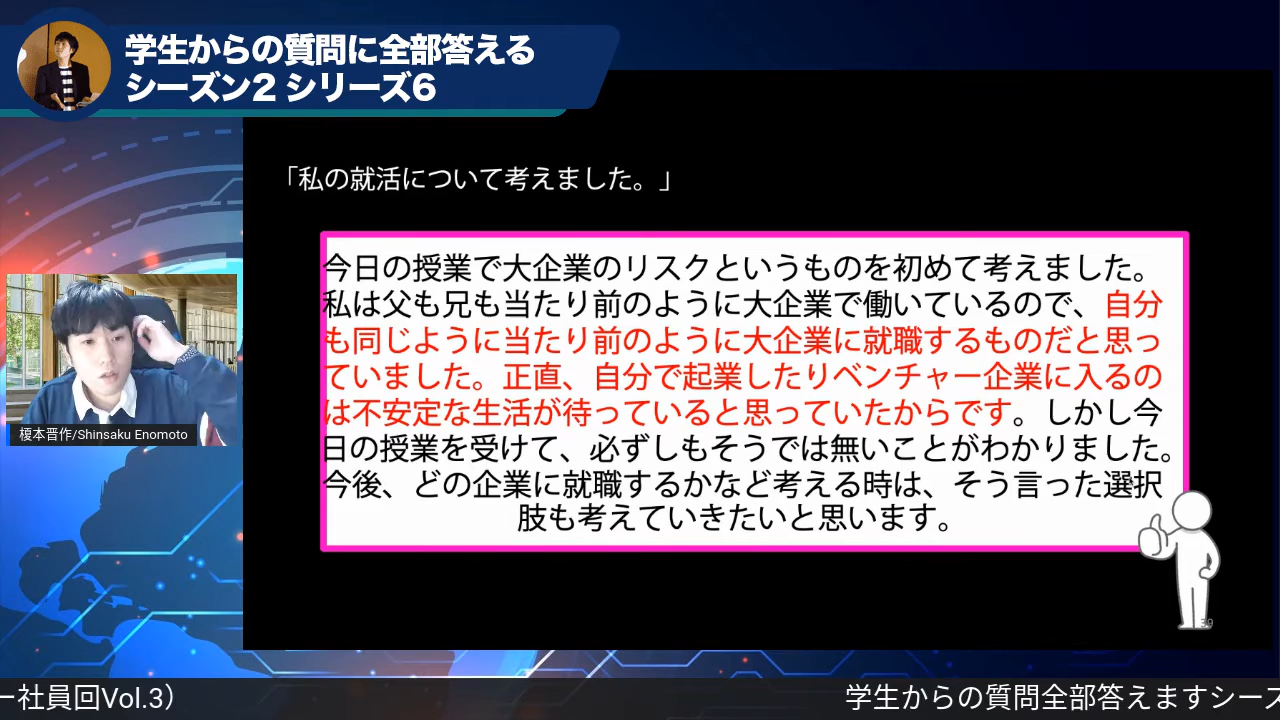 学生からの質問に全部答える
シーズン2 シリーズ6
「私の就活について考えました。」
今日の授業で大企業のリスクというものを初めて考えました。
私は父も兄も当たり前のように大企業で働いているので、自分
も同じように当たり前のように大企業に就職するものだと思っ
ていました。正直、自分で起業したりベンチャー企業に入るの
は不安定な生活が待っていると思っていたからです。しかし今
日の授業を受けて、必ずしもそうでは無いことがわかりました。
今後、どの企業に就職するかなど考える時は、そう言った選択
肢も考えていきたいと思います。
榎本晋作/Shinsaku Enomoto
39
ー社員回Vol.3）
学生からの質問全部答えますシーズ